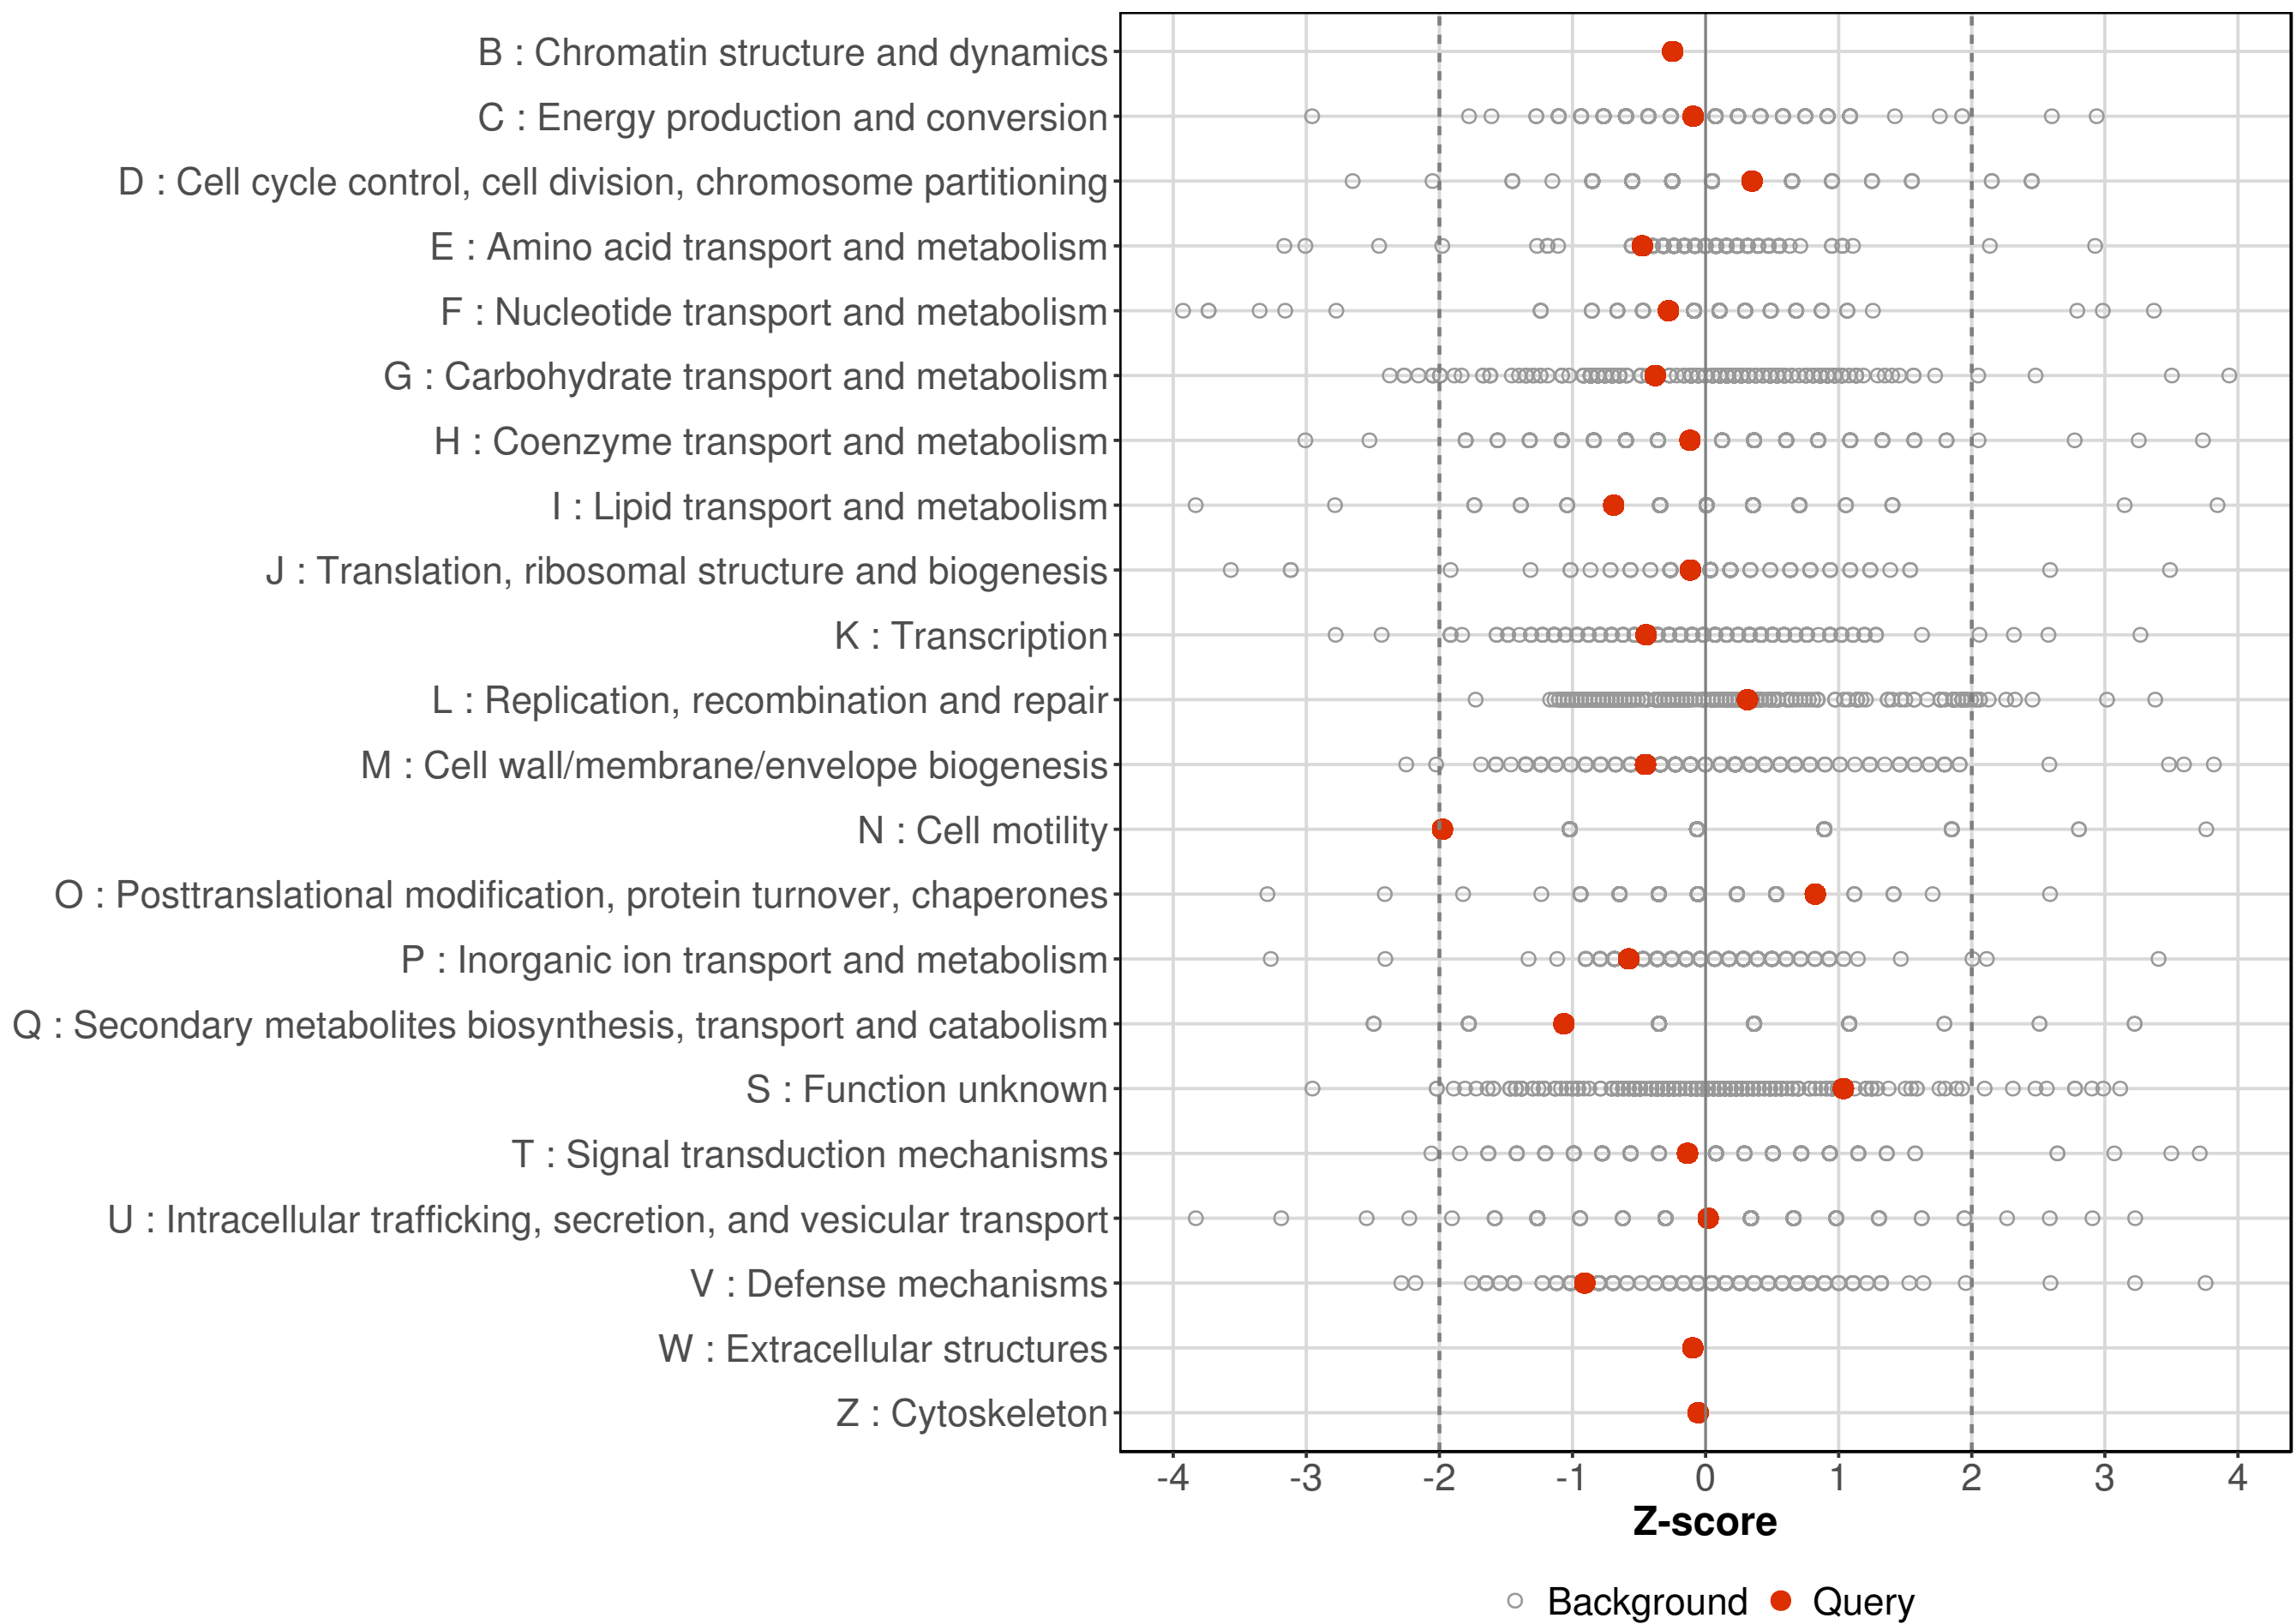 B : Chromatin structure and dynamics
C : Energy production and conversion
D : Cell cycle control, cell division, chromosome partitioning
E : Amino acid transport and metabolism
F : Nucleotide transport and metabolism
G : Carbohydrate transport and metabolism
H : Coenzyme transport and metabolism
I : Lipid transport and metabolism
J : Translation, ribosomal structure and biogenesis
K : Transcription
L : Replication, recombination and repair
M : Cell wall/membrane/envelope biogenesis
N : Cell motility
O : Posttranslational modification, protein turnover, chaperones
P : Inorganic ion transport and metabolism
Q : Secondary metabolites biosynthesis, transport and catabolism
S : Function unknown
T : Signal transduction mechanisms
U : Intracellular trafficking, secretion, and vesicular transport
V : Defense mechanisms
W : Extracellular structures
Z : Cytoskeleton
-4 -3 -2 -1 0 1 2 3 4
Z-score
Background Query